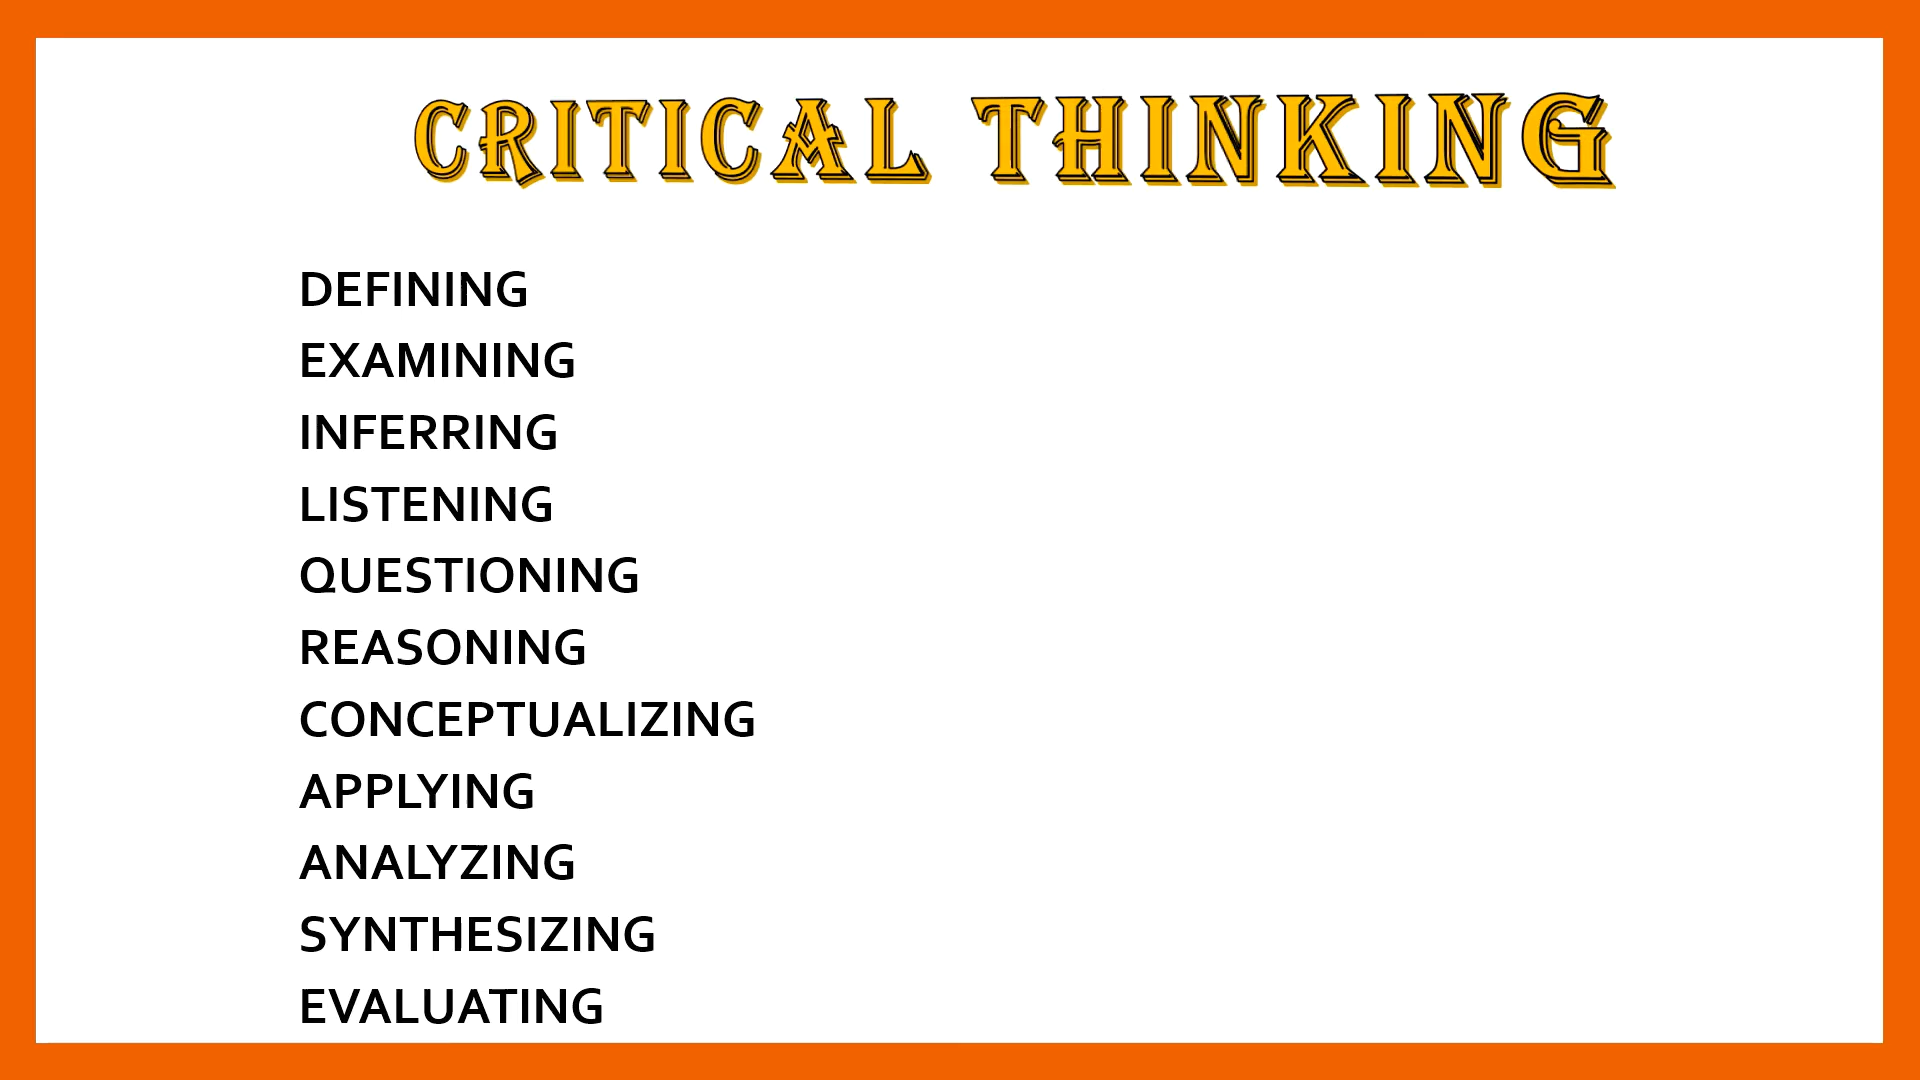 CRITICAL THINKING
DEFINING
EXAMINING
INFERRING
LISTENING
QUESTIONING
REASONING
CONCEPTUALIZING
APPLYING
ANALYZING
SYNTHESIZING
EVALUATING